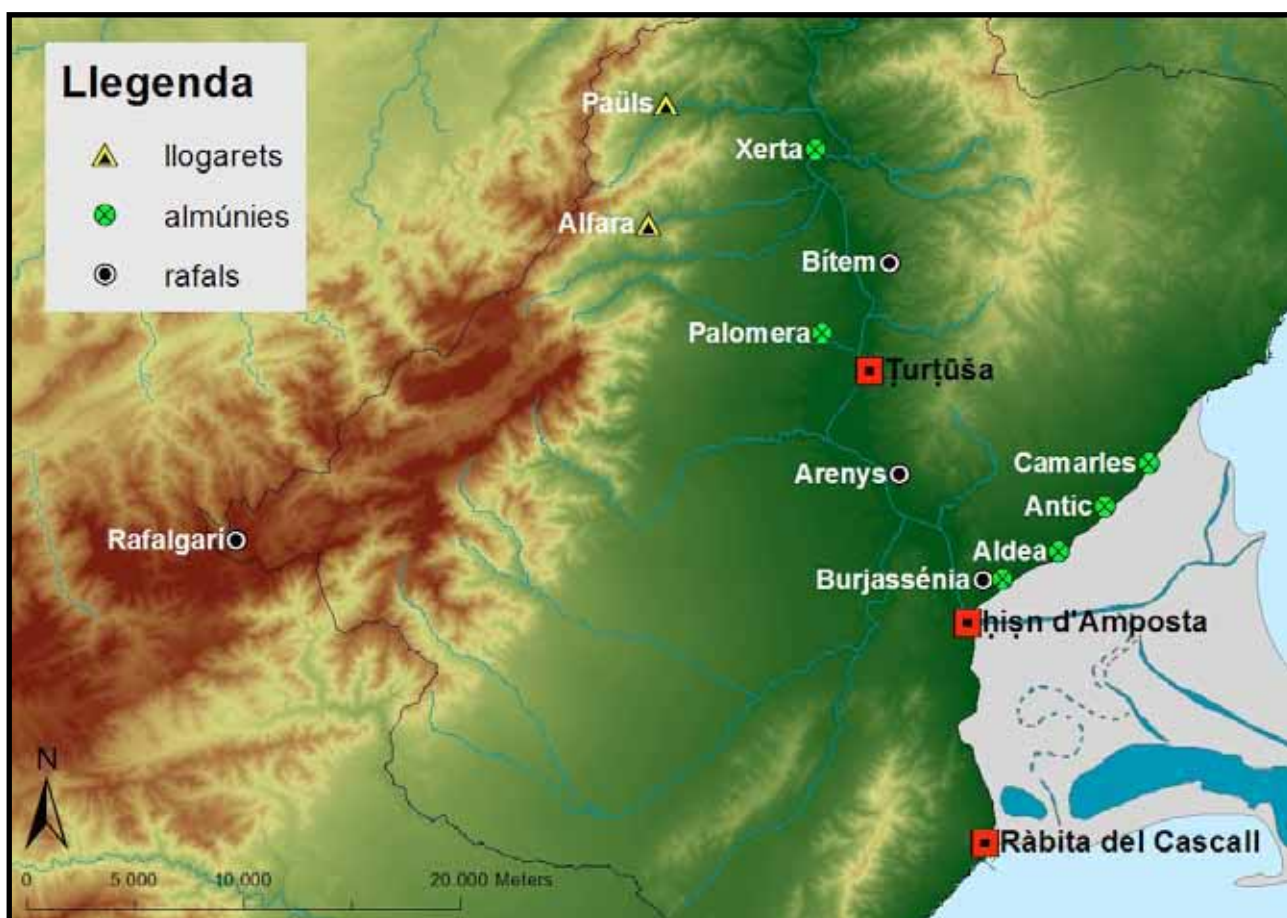 Llegenda
llogarets
almúnies
rafals
Paüls
Xerta
Alfara
Bítem
Palomera
Ṭurṭūša
Camarles
Arenys
Antic
Rafalgari
Aldea
Burjassénia
ḥiṣn d'Amposta
N
Ràbita del Cascall
0 5.000 10.000 20.000 Meters